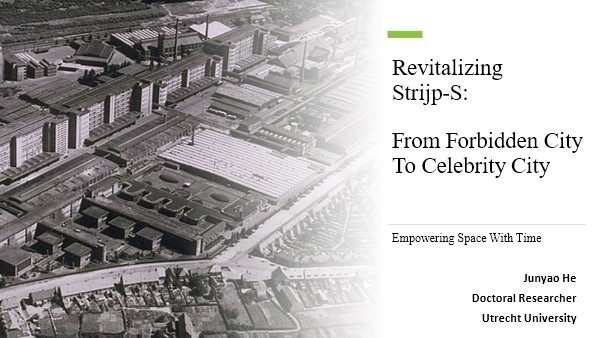 Revitalizing
Strijp-S:
From Forbidden City
To Celebrity City
Empowering Space With Time
Junyao He
Doctoral Researcher
Utrecht University